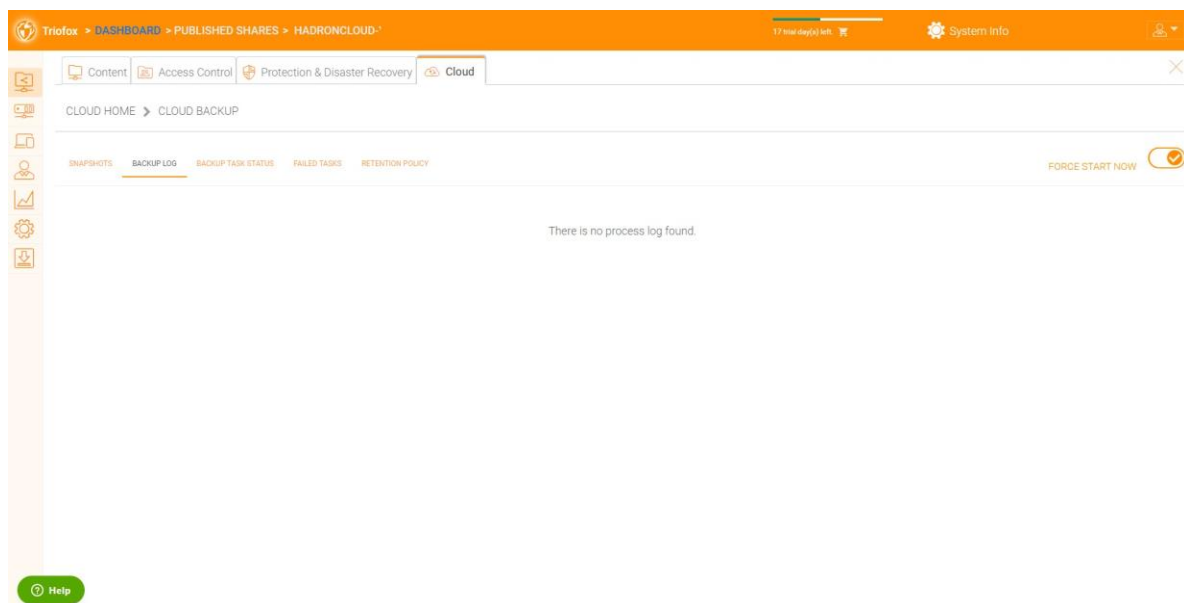 Triofox > DASHBOARD > PUBLISHED SHARES > HADRONCLOUD-'
17 trial day(s) left
System Info
Content Access Control Protection & Disaster Recovery Cloud
CLOUD HOME > CLOUD BACKUP
SNAPSHOTS BACKUP LOG BACKUP TASK STATUS FAILED TASKS RETENTION POLICY
FORCE START NOW
There is no process log found.
Help